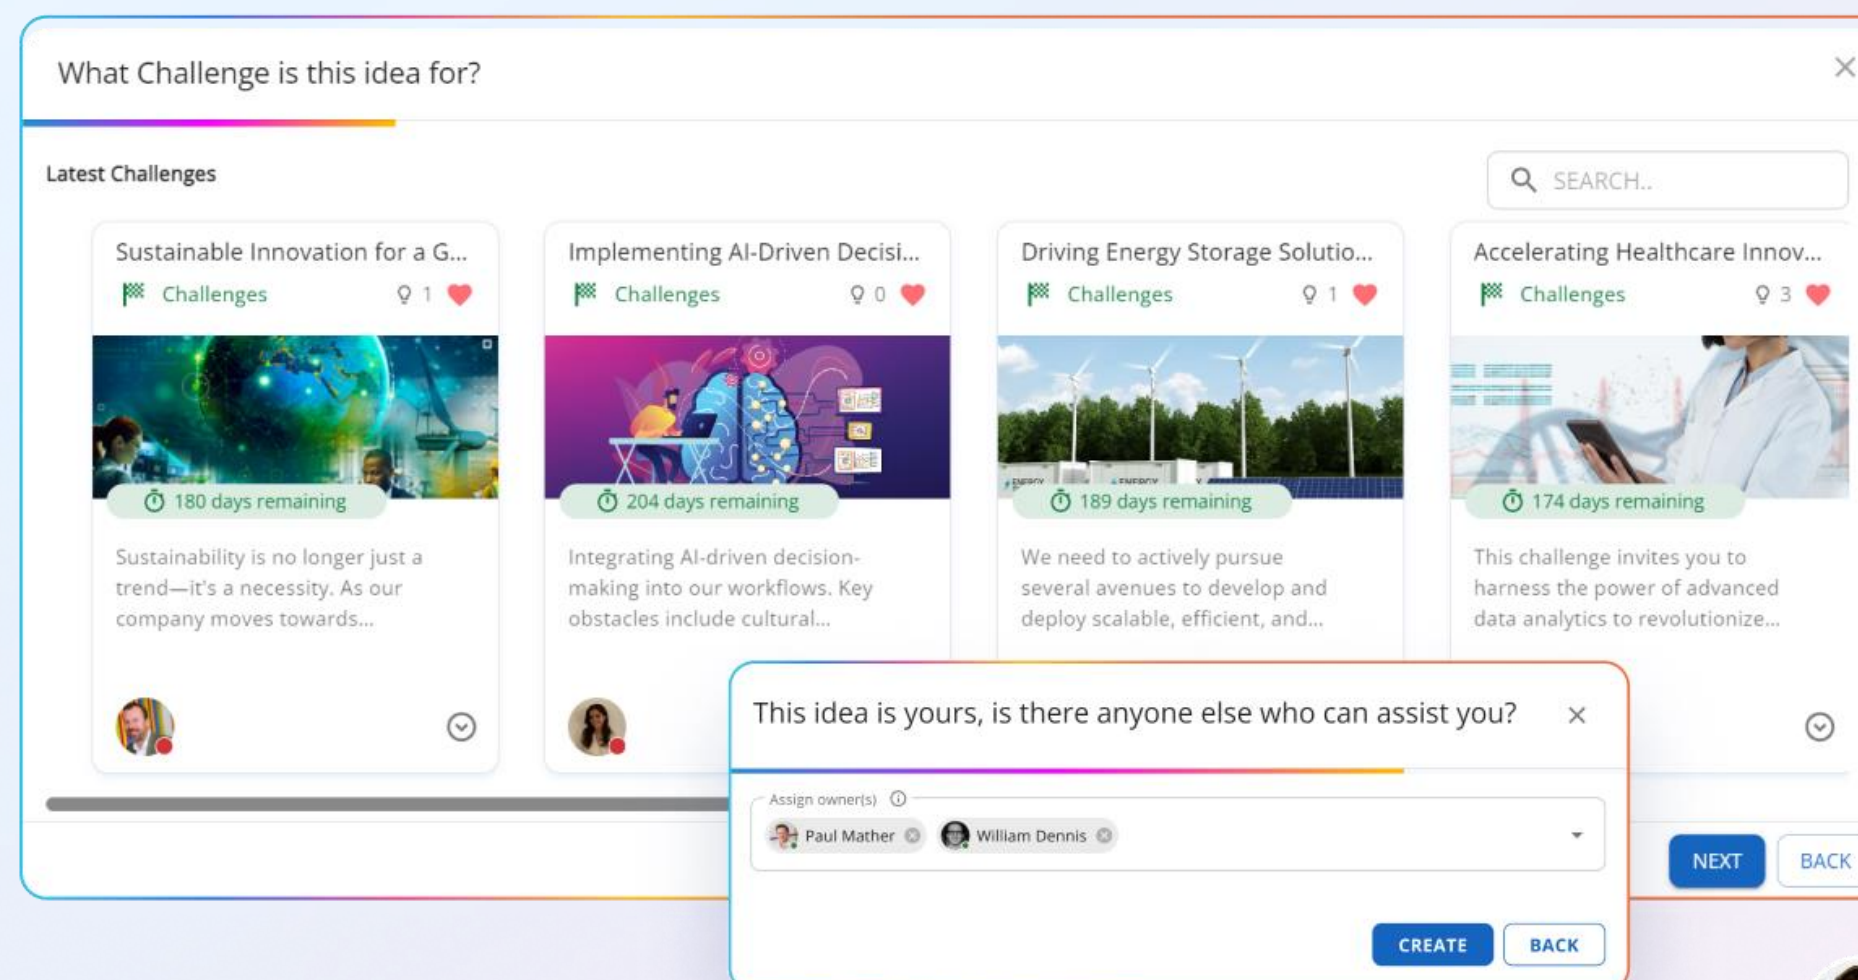 What Challenge is this idea for?
Latest Challenges
SEARCH..
Sustainable Innovation for a G...
Challenges
1
180 days remaining
Sustainability is no longer just a
trend—it's a necessity. As our
company moves towards...
Implementing AI-Driven Decisi...
Challenges
0
204 days remaining
Integrating AI-driven decision-
making into our workflows. Key
obstacles include cultural...
Driving Energy Storage Solutio...
Challenges
1
ENERGY
ENERGY
189 days remaining
We need to actively pursue
several avenues to develop and
deploy scalable, efficient, and...
Accelerating Healthcare Innov...
Challenges
3
174 days remaining
This challenge invites you to
harness the power of advanced
data analytics to revolutionize...
This idea is yours, is there anyone else who can assist you?
Assign owner(s)
Paul Mather
William Dennis
CREATE
BACK
NEXT
BACK